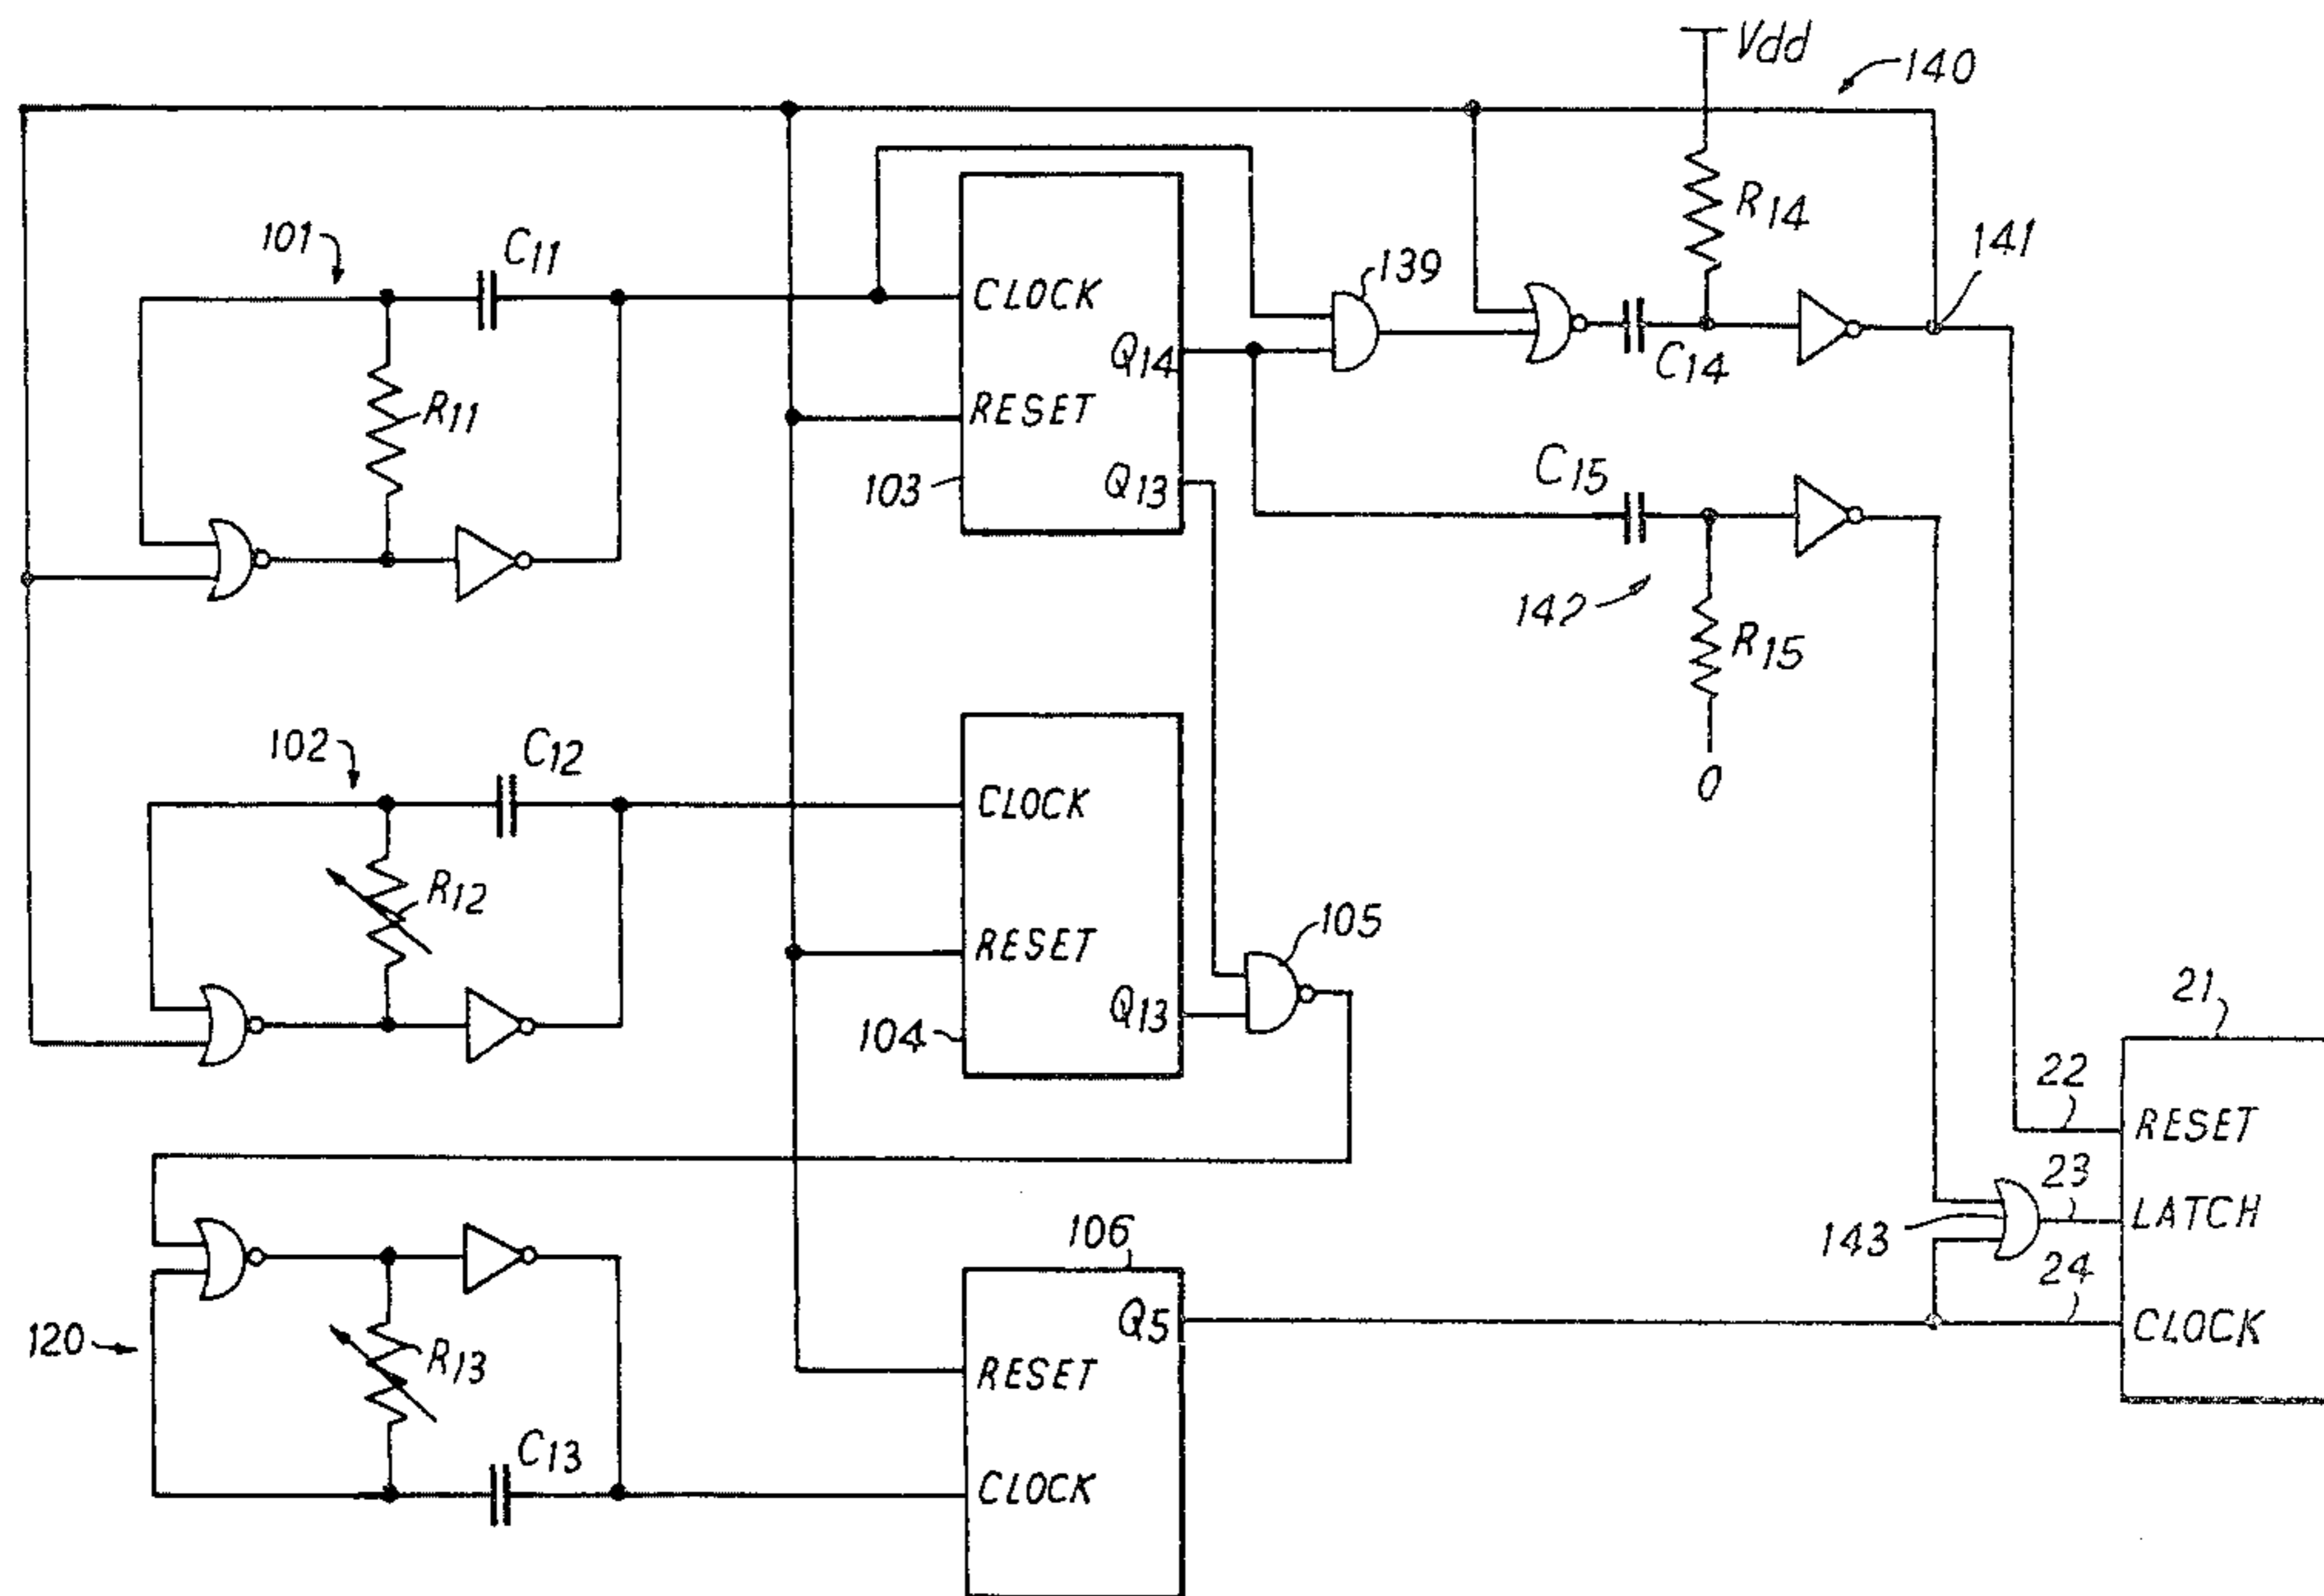 Vdd
140
R14
141
101
C11
139
CLOCK
Q14
C14
R11
RESET
C15
103
Q13
142
R15
0
102
C12
CLOCK
R12
105
RESET
Q13
104
21
22
RESET
23
LATCH
106
143
24
Q5
CLOCK
120
R13
RESET
C13
CLOCK